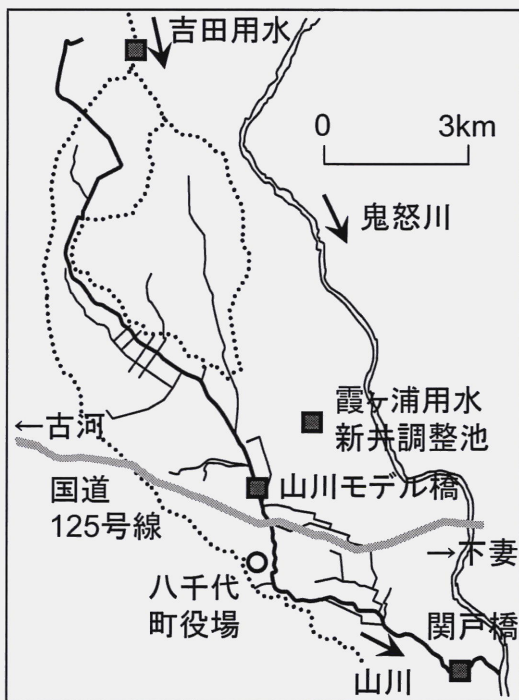 吉田用水
0 3km
鬼怒川
霞ヶ浦用水
新井調整池
←古河
山川モデル橋
国道
125号線
→下妻
八千代
町役場
関戸橋
山川